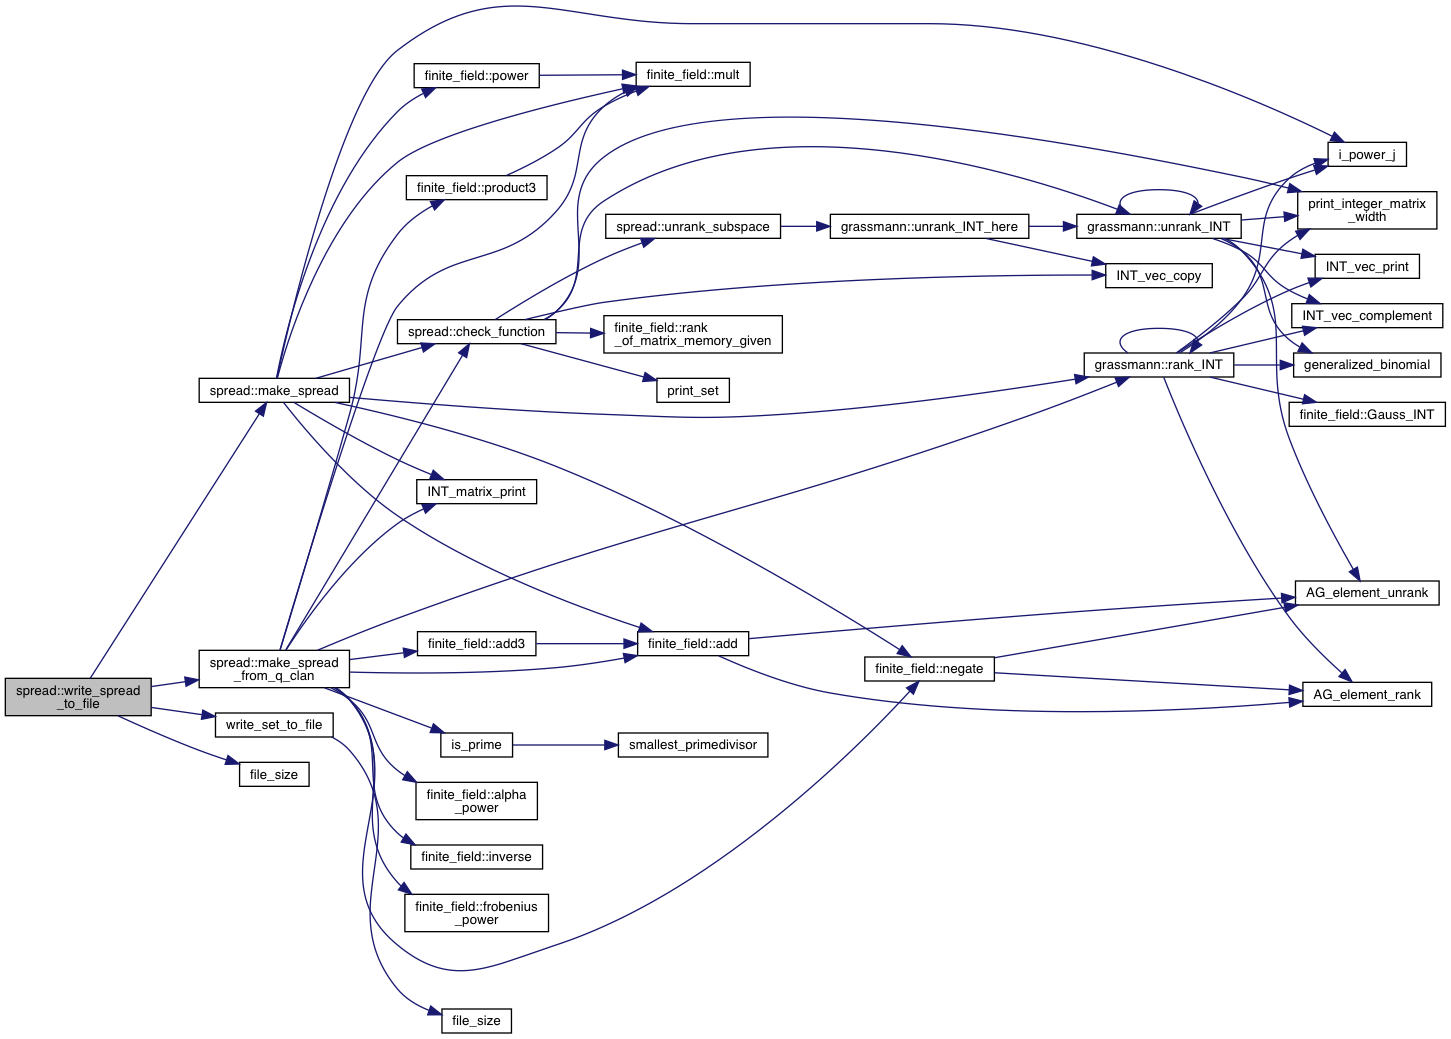 finite_field::power
finite_field::mult
i_power_j
finite_field::product3
print_integer_matrix
_width
spread::unrank_subspace
grassmann::unrank_INT_here
grassmann::unrank_INT
INT_vec_print
INT_vec_copy
INT_vec_complement
spread::check_function
finite_field::rank
_of_matrix_memory_given
grassmann::rank_INT
generalized_binomial
spread::make_spread
print_set
finite_field::Gauss_INT
INT_matrix_print
AG_element_unrank
finite_field::add3
finite_field::add
spread::make_spread
_from_q_clan
finite_field::negate
spread::write_spread
_to_file
AG_element_rank
write_set_to_file
is_prime
smallest_primedivisor
file_size
finite_field::alpha
_power
finite_field::inverse
finite_field::frobenius
_power
file_size